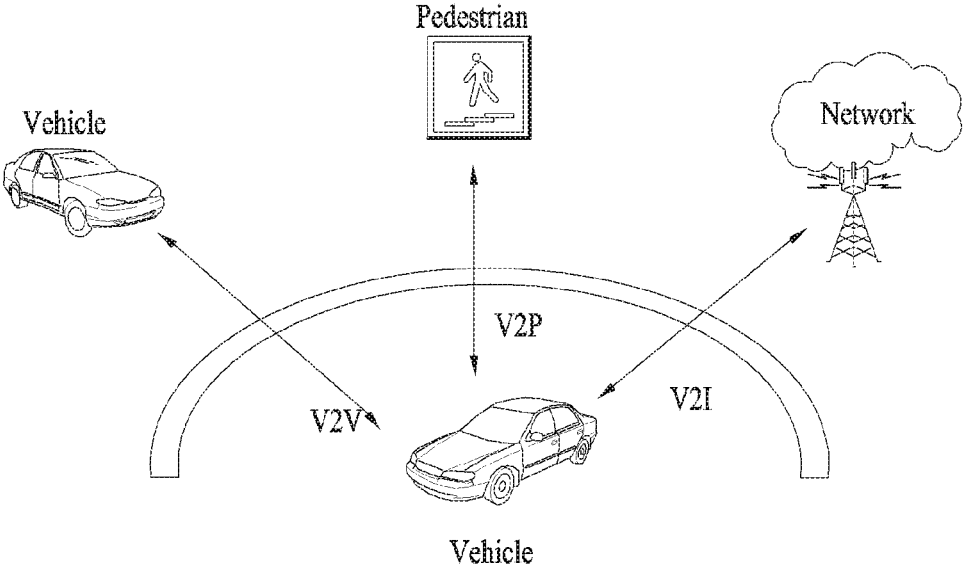 Pedestrian
Vehicle
Network
V2P
V2V
V2I
Vehicle